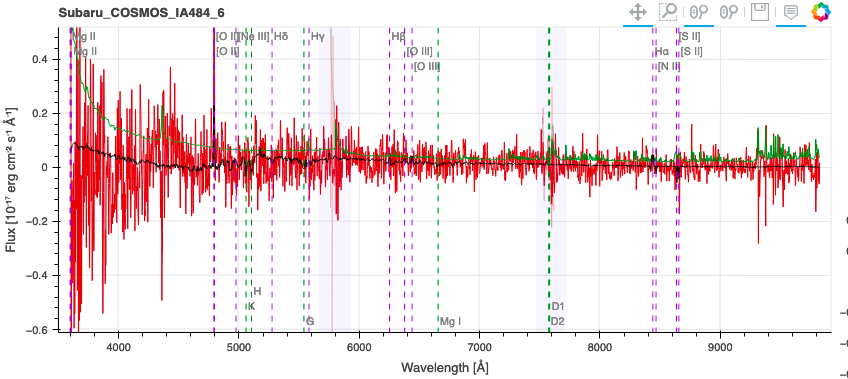 Subaru_COSMOS_IA484_6
Mg II
Mg II
[O II]
[O II]
[Ne III]
Hδ
Hγ
Hβ
[O III]
[O III]
Hα
[N II]
[S II]
[S II]
H
K
G
Mg I
D1
D2
0.4
0.2
0
−0.2
−0.4
−0.6
4000
5000
6000
7000
8000
9000
Flux [10⁻¹⁷ erg cm⁻² s⁻¹ Å⁻¹]
Wavelength [Å]